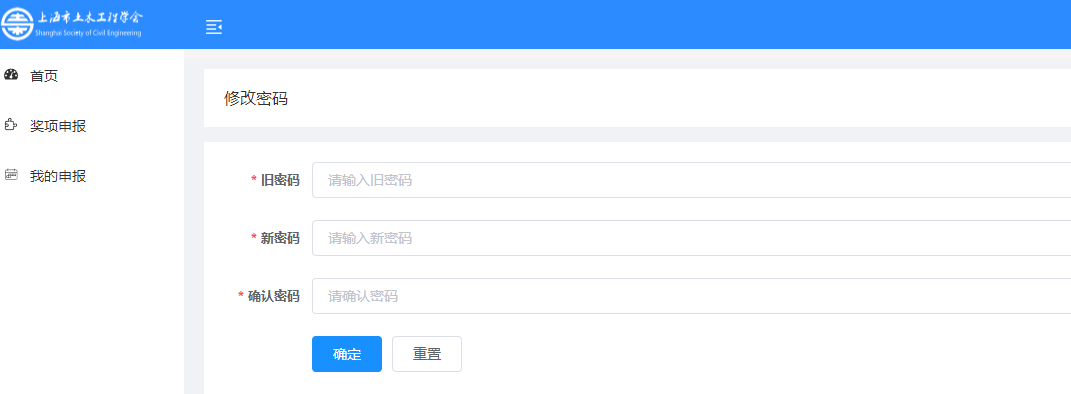 上海市土木工程学会
Shanghai Society of Civil Engineering
首页
奖项申报
我的申报
修改密码
* 旧密码
请输入旧密码
* 新密码
请输入新密码
* 确认密码
请确认密码
确定
重置